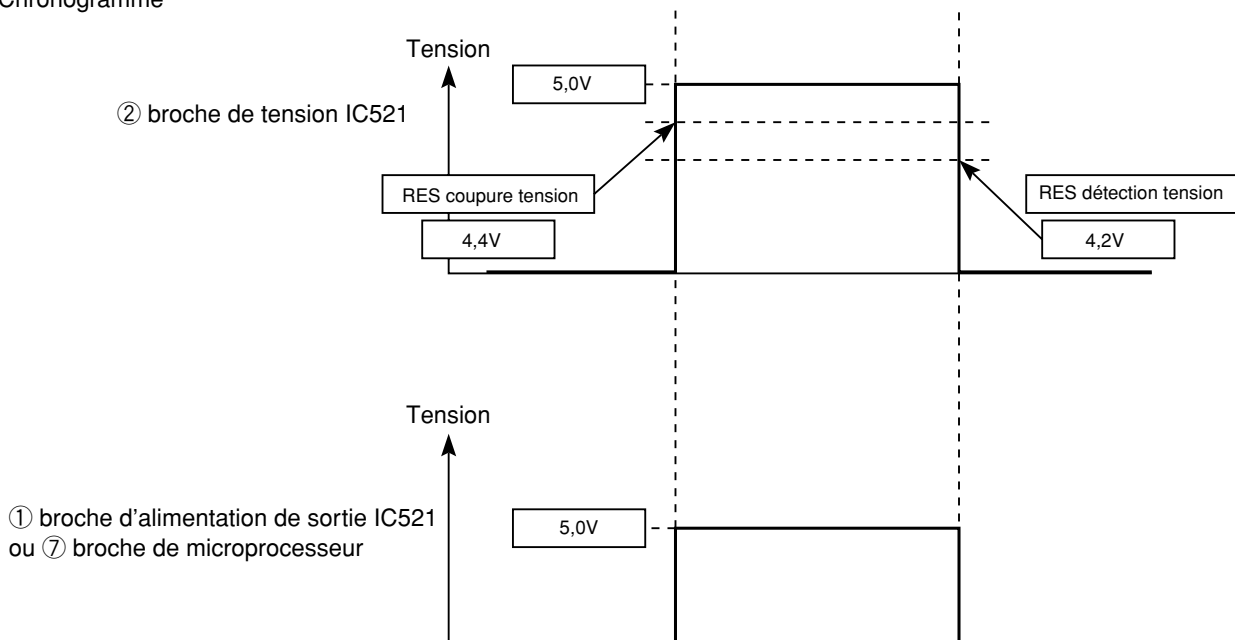 Chronogramme
Tension
5,0V
② broche de tension IC521
RES coupure tension
RES détection tension
4,4V
4,2V
Tension
① broche d'alimentation de sortie IC521
5,0V
ou ⑦ broche de microprocesseur